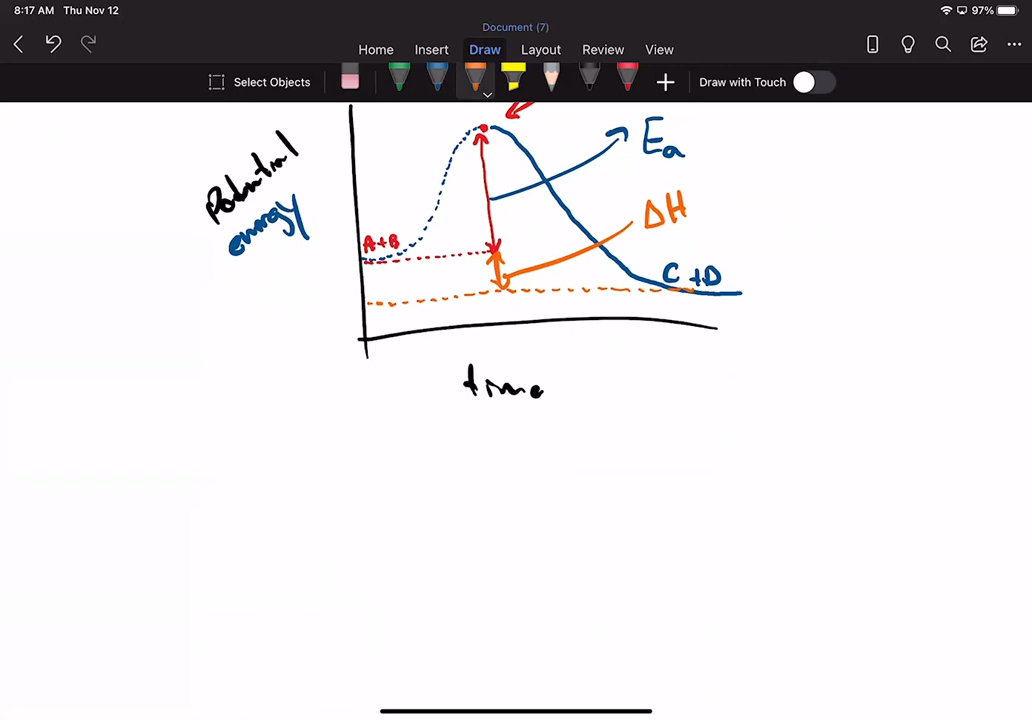 8:17 AM Thu Nov 12
97%
Document (7)
Home Insert Draw Layout Review View
Select Objects
Draw with Touch
Potential
energy
Ea
ΔH
A+B
C+D
time